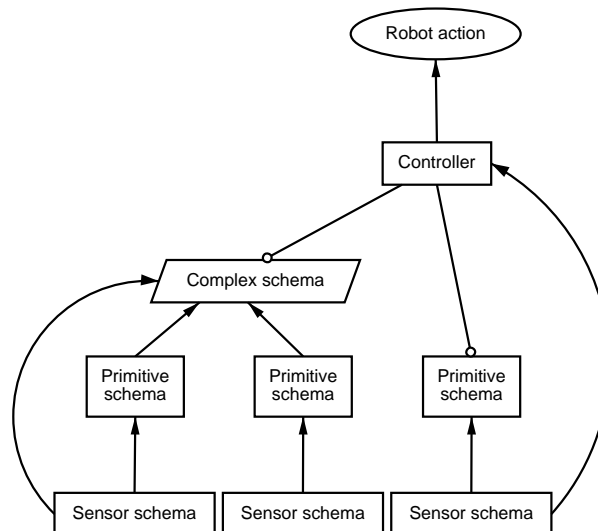 Robot action
Controller
Complex schema
Primitive
schema
Primitive
schema
Primitive
schema
Sensor schema
Sensor schema
Sensor schema